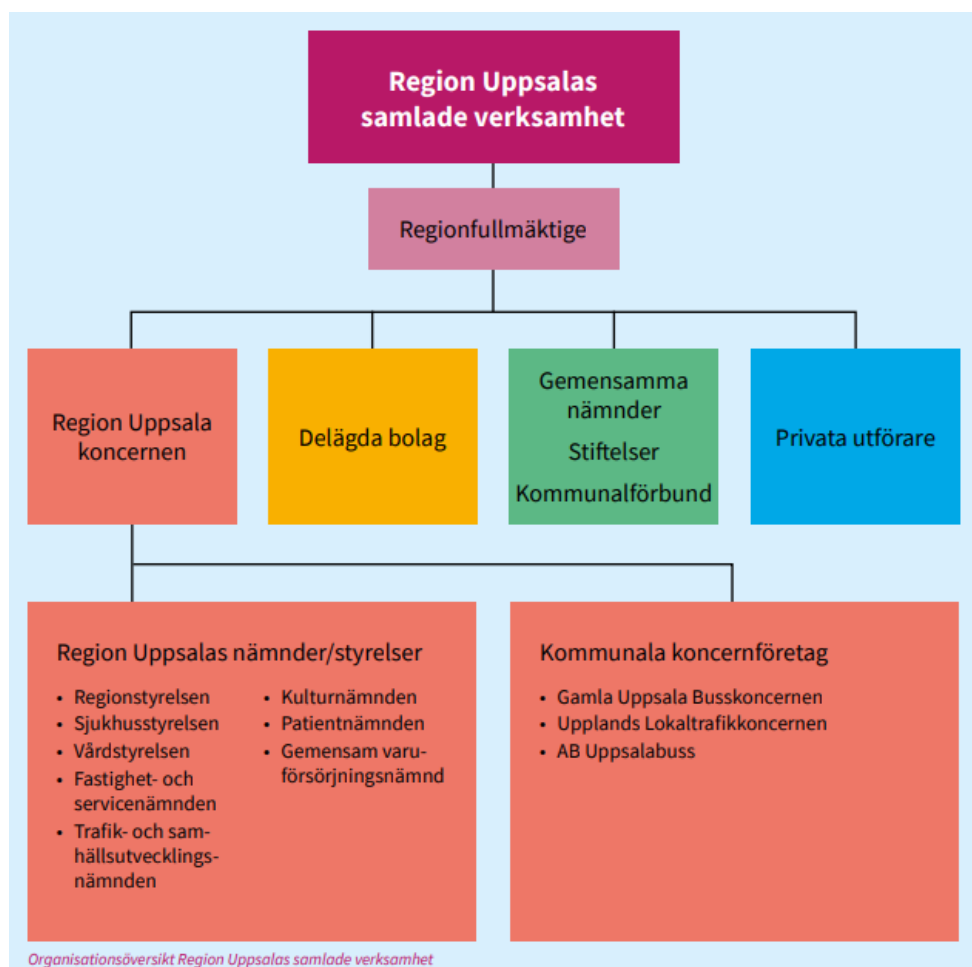 Region Uppsalas
samlade verksamhet
Regionfullmäktige
Region Uppsala
koncernen
Delägda bolag
Gemensamma
nämnder
Stiftelser
Kommunalförbund
Privata utförare
Region Uppsalas nämnder/styrelser
• Regionstyrelsen
• Sjukhusstyrelsen
• Vårdstyrelsen
• Fastighet- och
servicenämnden
• Trafik- och sam-
hällsutvecklings-
nämnden
• Kulturnämnden
• Patientnämnden
• Gemensam varu-
försörjningsnämnd
Kommunala koncernföretag
• Gamla Uppsala Busskoncernen
• Upplands Lokaltrafikkoncernen
• AB Uppsalabuss
Organisationsöversikt Region Uppsalas samlade verksamhet